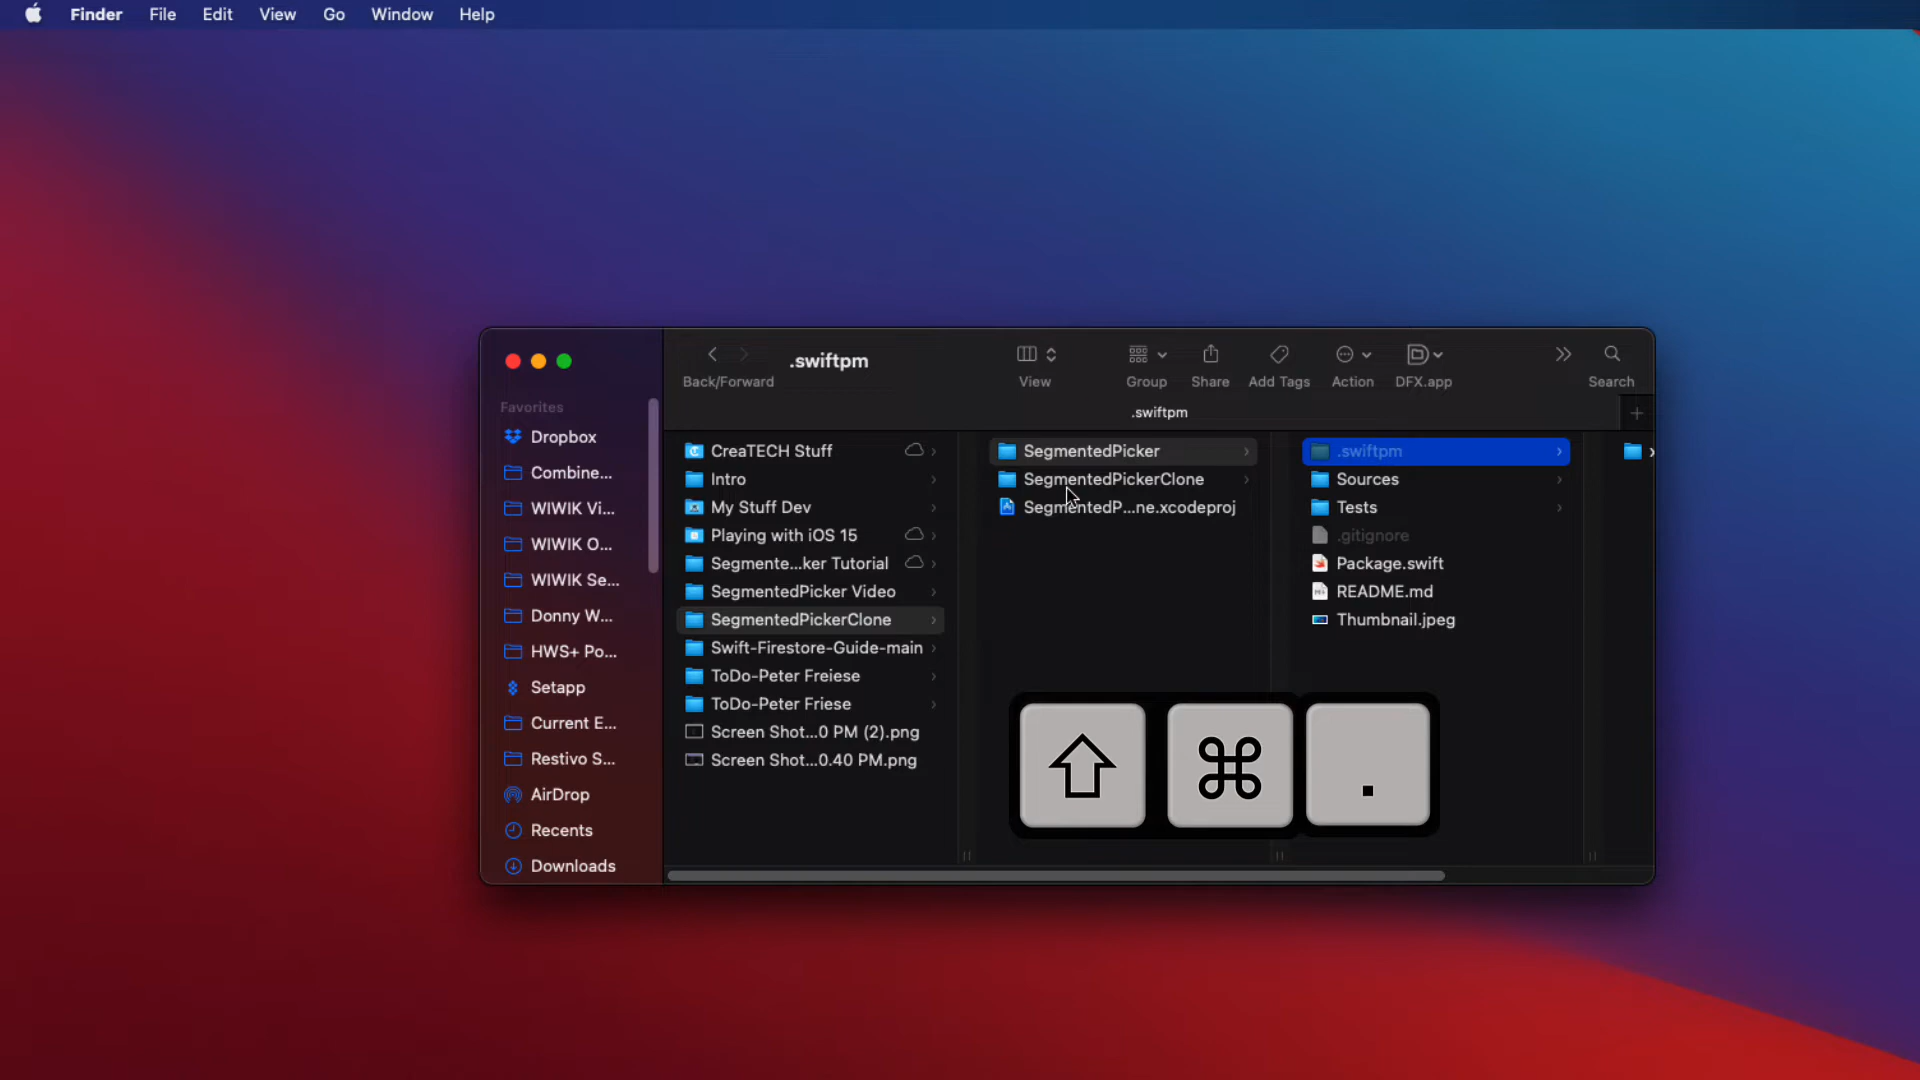 Finder File Edit View Go Window Help
.swiftpm
Back/Forward View Group Share Add Tags Action DFX.app Search
.swiftpm
Favorites
Dropbox
Combine...
WIWIK Vi...
WIWIK O...
WIWIK Se...
Donny W...
HWS+ Po...
Setapp
Current E...
Restivo S...
AirDrop
Recents
Downloads
CreaTECH Stuff
Intro
My Stuff Dev
Playing with iOS 15
Segmente...ker Tutorial
SegmentedPicker Video
SegmentedPickerClone
Swift-Firestore-Guide-main
ToDo-Peter Freiese
ToDo-Peter Friese
Screen Shot...0 PM (2).png
Screen Shot...0.40 PM.png
SegmentedPicker
SegmentedPickerClone
SegmentedP...ne.xcodeproj
.swiftpm
Sources
Tests
.gitignore
Package.swift
README.md
Thumbnail.jpeg
⇧ ⌘ .